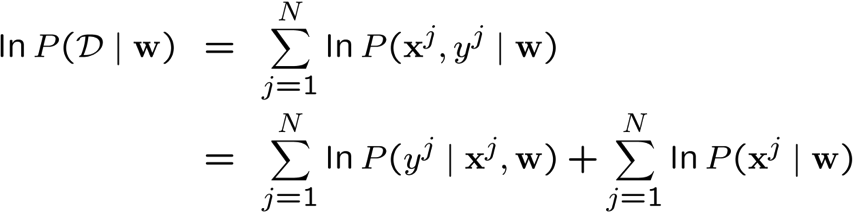 ln P(𝒟 | 𝐰) = ∑_{j=1}^{N} ln P(𝐱^j, y^j | 𝐰)
= ∑_{j=1}^{N} ln P(y^j | 𝐱^j, 𝐰) + ∑_{j=1}^{N} ln P(𝐱^j | 𝐰)